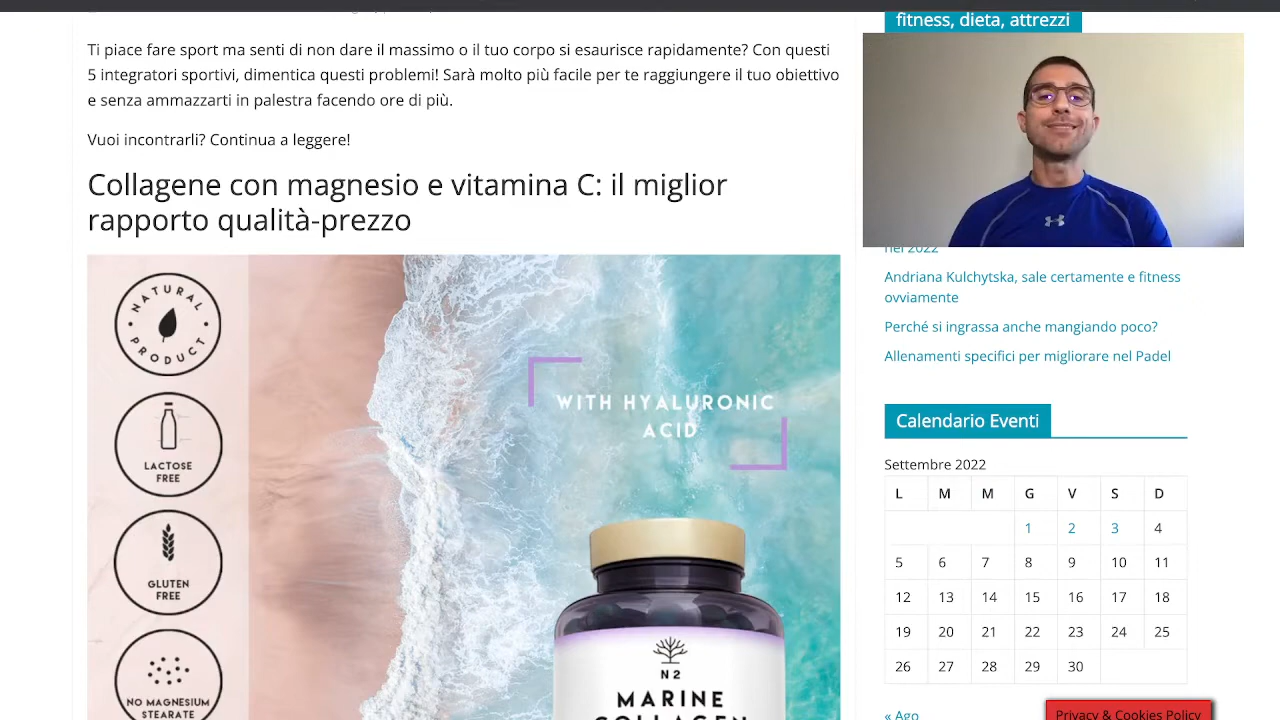 Ti piace fare sport ma senti di non dare il massimo o il tuo corpo si esaurisce rapidamente? Con questi
5 integratori sportivi, dimentica questi problemi! Sarà molto più facile per te raggiungere il tuo obiettivo
e senza ammazzarti in palestra facendo ore di più.
Vuoi incontrarli? Continua a leggere!
Collagene con magnesio e vitamina C: il miglior
rapporto qualità-prezzo
NATURAL
PRODUCT
LACTOSE
FREE
GLUTEN
FREE
NO MAGNESIUM
STEARATE
WITH HYALURONIC
ACID
N2
MARINE
COLLAGEN
fitness, dieta, attrezzi
nel 2022
Andriana Kulchytska, sale certamente e fitness
ovviamente
Perché si ingrassa anche mangiando poco?
Allenamenti specifici per migliorare nel Padel
Calendario Eventi
Settembre 2022
L M M G V S D
1 2 3 4
5 6 7 8 9 10 11
12 13 14 15 16 17 18
19 20 21 22 23 24 25
26 27 28 29 30
« Ago
Privacy & Cookies Policy